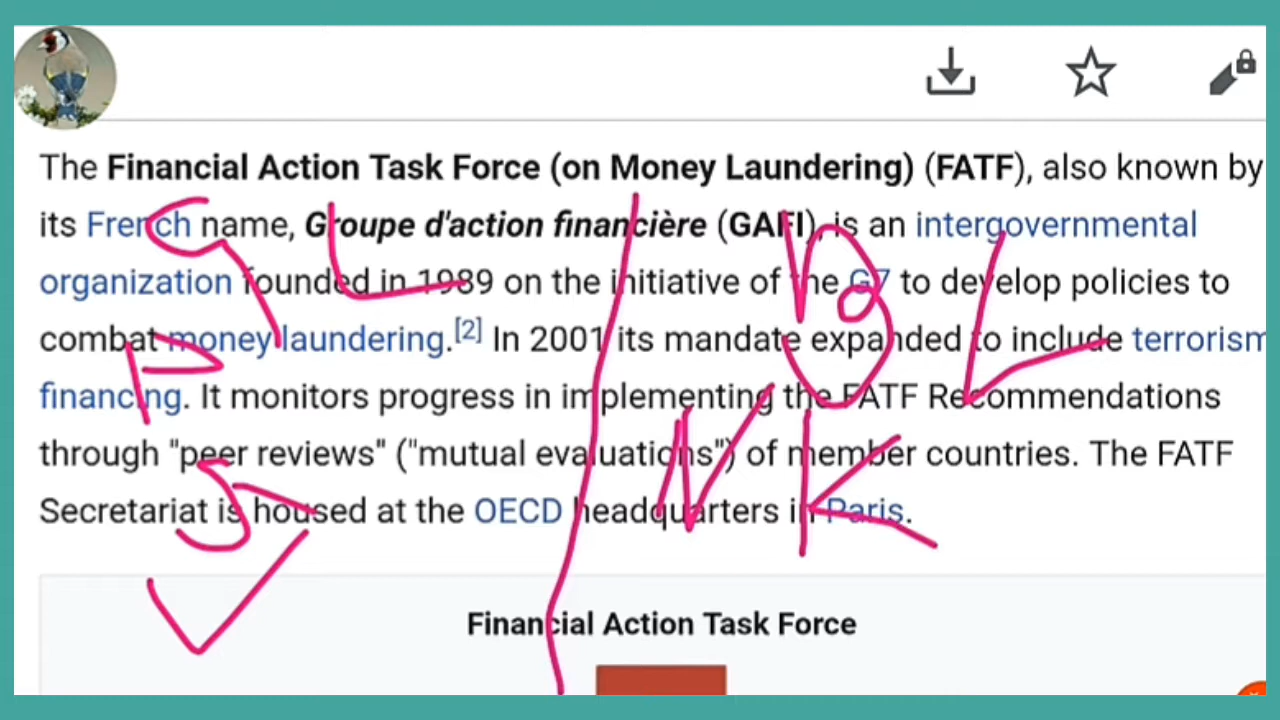 The Financial Action Task Force (on Money Laundering) (FATF), also known by
its French name, Groupe d'action financière (GAFI), is an intergovernmental
organization founded in 1989 on the initiative of the G7 to develop policies to
combat money laundering.[2] In 2001 its mandate expanded to include terrorism
financing. It monitors progress in implementing the FATF Recommendations
through "peer reviews" ("mutual evaluations") of member countries. The FATF
Secretariat is housed at the OECD headquarters in Paris.
Financial Action Task Force